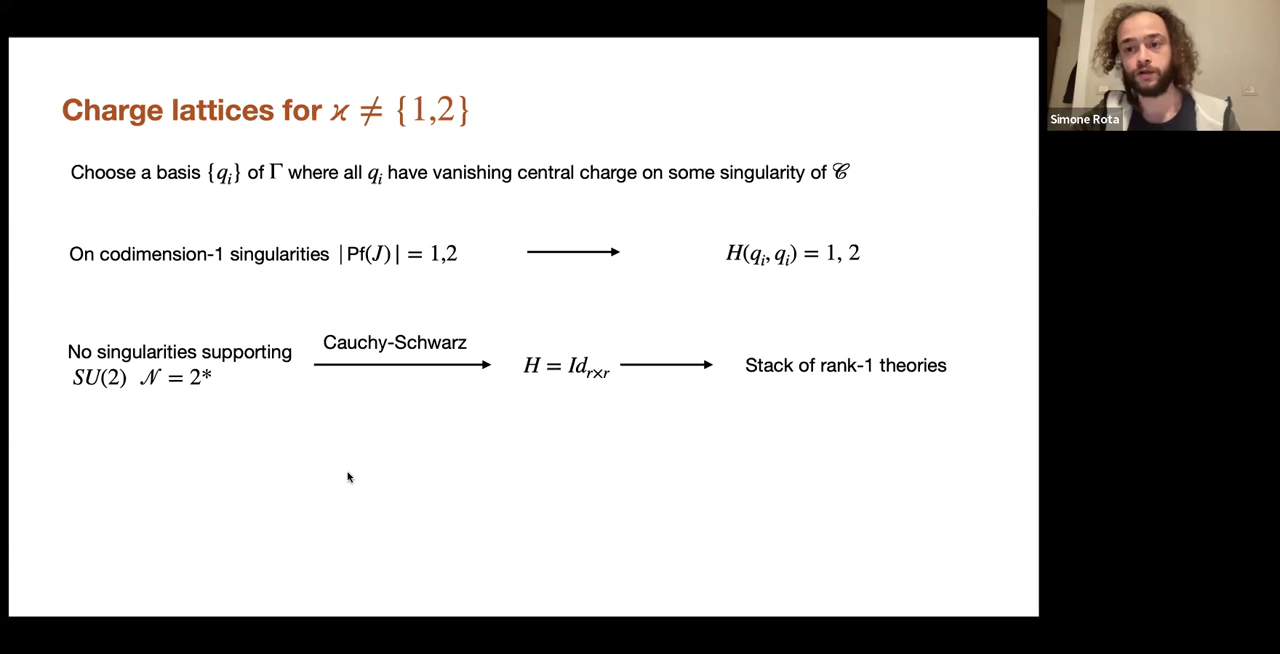 Charge lattices for ϰ ≠ {1,2}
Choose a basis {qᵢ} of Γ where all qᵢ have vanishing central charge on some singularity of 𝒞
On codimension-1 singularities |Pf(J)| = 1,2 ⟶ H(qᵢ, qᵢ) = 1, 2
No singularities supporting
SU(2) 𝒩 = 2*
Cauchy-Schwarz
H = Id_{r×r}
Stack of rank-1 theories
Simone Rota